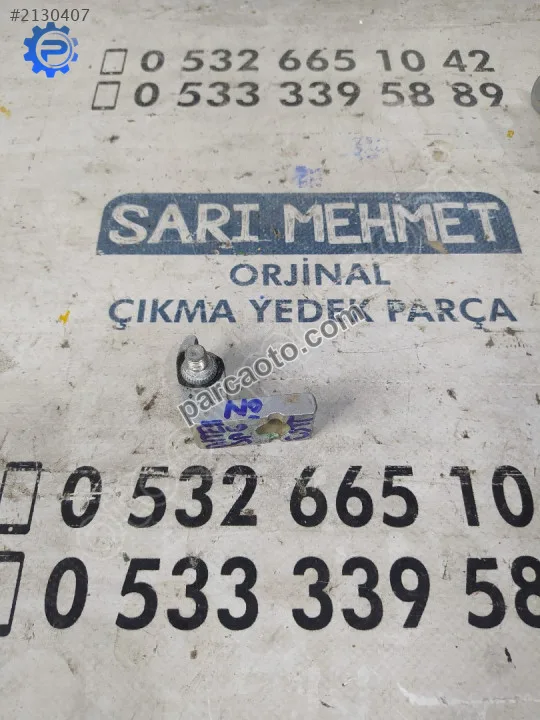 #2130407
0 532 665 10 42
0 533 339 58 89
SARI MEHMET
ORJİNAL
ÇIKMA YEDEK PARÇA
parcaoto.com
ÖN
0 532 665 10
0 533 339 58